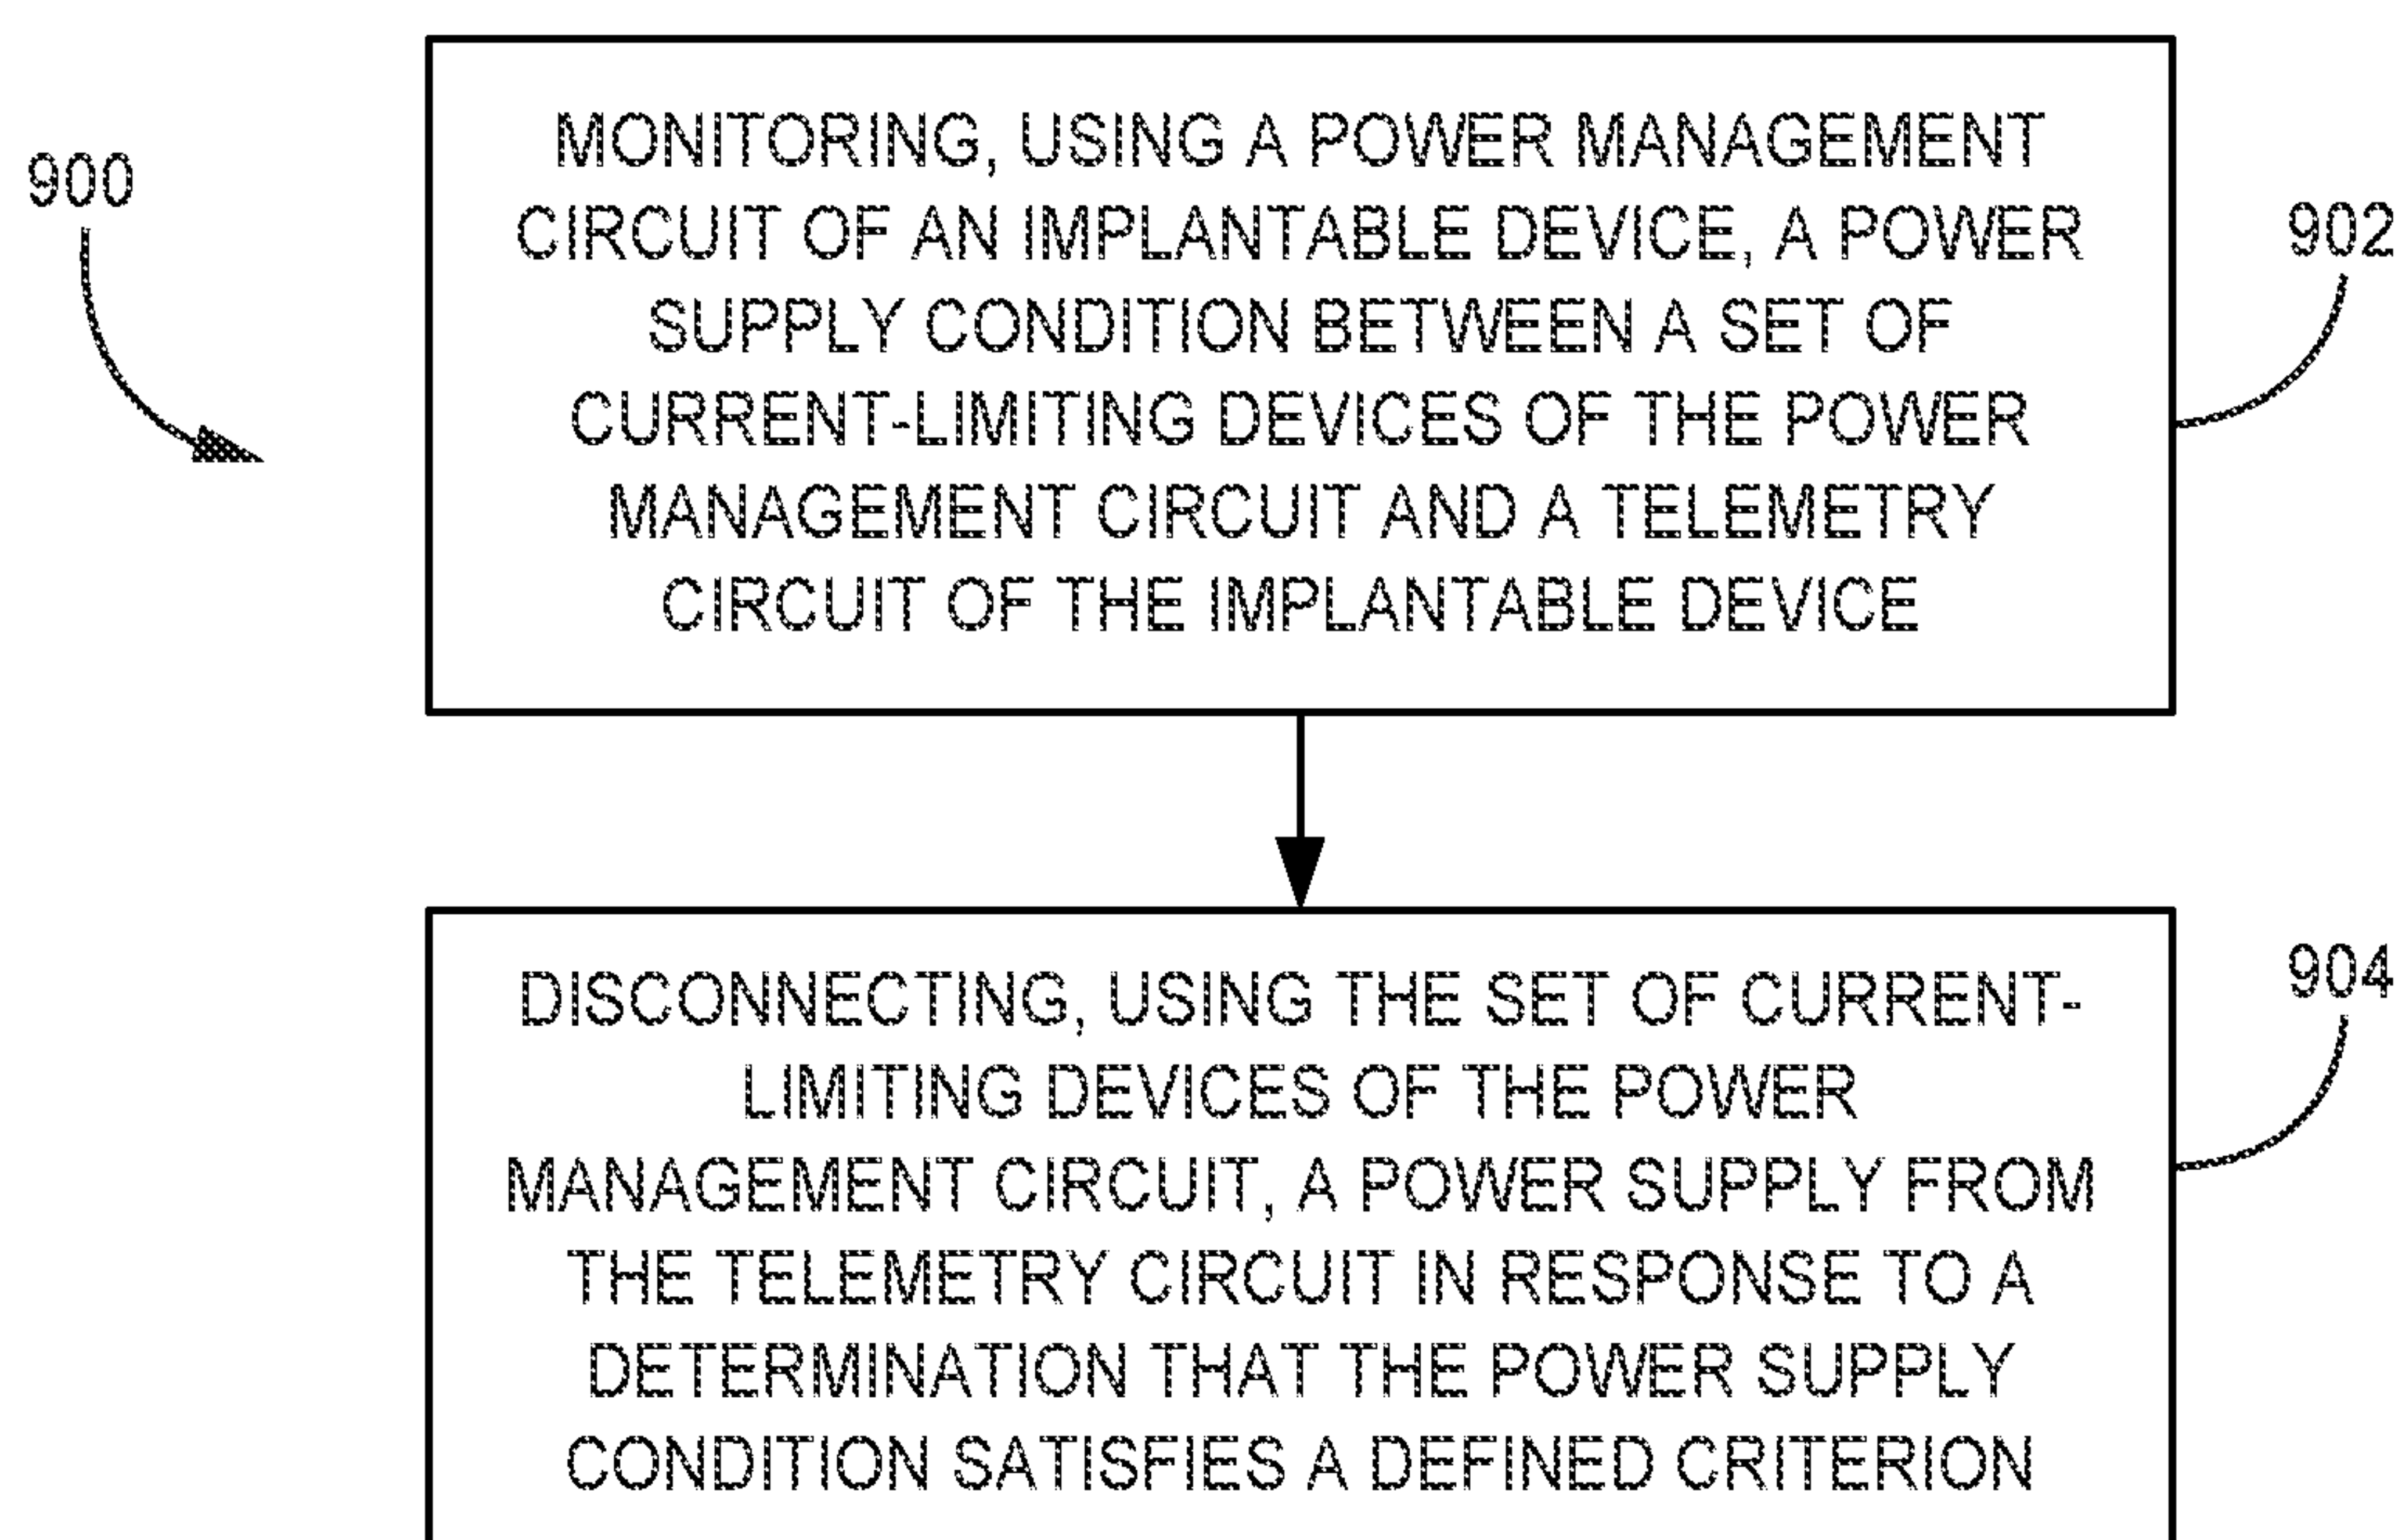 900
MONITORING, USING A POWER MANAGEMENT
CIRCUIT OF AN IMPLANTABLE DEVICE, A POWER
SUPPLY CONDITION BETWEEN A SET OF
CURRENT-LIMITING DEVICES OF THE POWER
MANAGEMENT CIRCUIT AND A TELEMETRY
CIRCUIT OF THE IMPLANTABLE DEVICE
902
DISCONNECTING, USING THE SET OF CURRENT-
LIMITING DEVICES OF THE POWER
MANAGEMENT CIRCUIT, A POWER SUPPLY FROM
THE TELEMETRY CIRCUIT IN RESPONSE TO A
DETERMINATION THAT THE POWER SUPPLY
CONDITION SATISFIES A DEFINED CRITERION
904